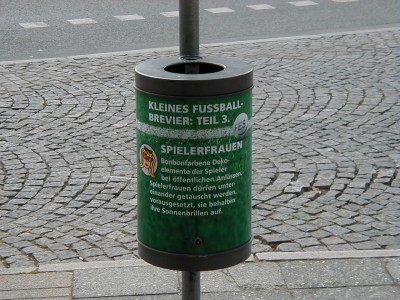 KLEINES FUSSBALL-
BREVIER: TEIL 3.
SPIELERFRAUEN
Bonbonfarbene Deko-
elemente der Spieler
bei öffentlichen Anlässen.
Spielerfrauen dürfen unter-
einander getauscht werden,
vorausgesetzt, sie behalten
ihre Sonnenbrillen auf.